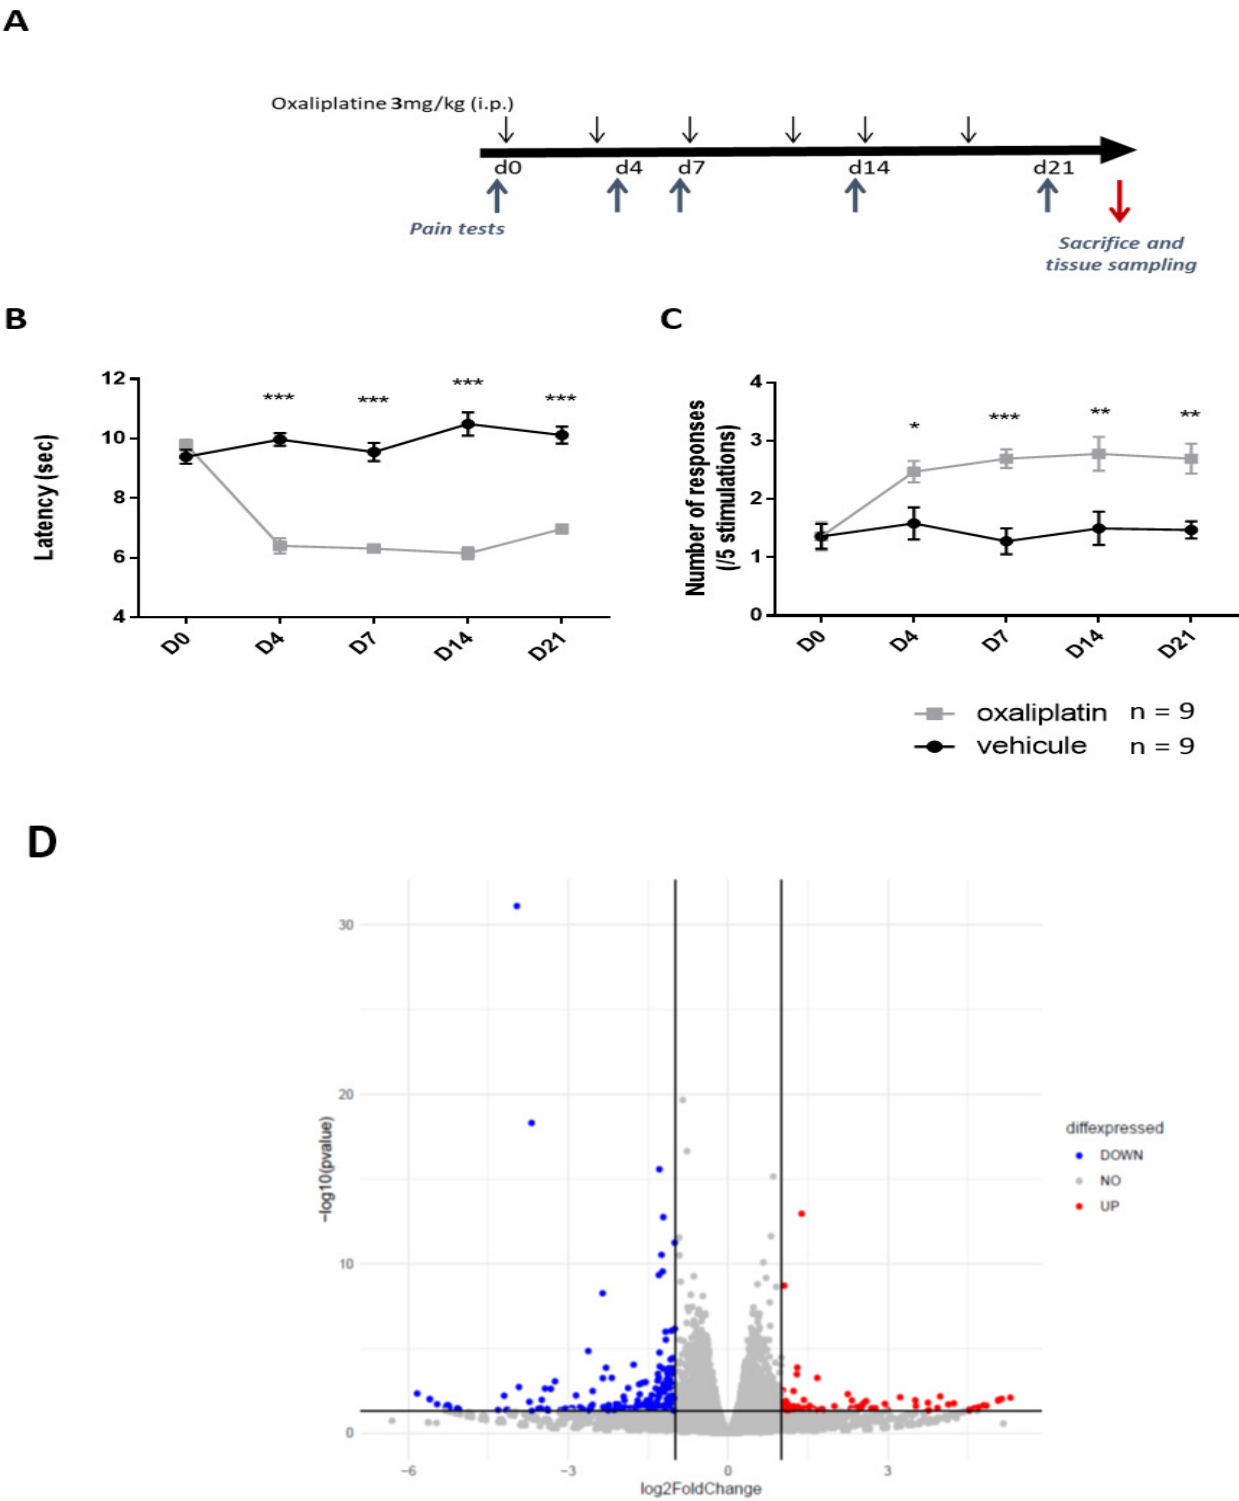 A
Oxaliplatine 3mg/kg (i.p.)
d0 d4 d7 d14 d21
Pain tests
Sacrifice and
tissue sampling
B
C
12
10
8
6
4
Latency (sec)
*** *** *** ***
D0 D4 D7 D14 D21
4
3
2
1
0
Number of responses
(/5 stimulations)
* *** ** **
D0 D4 D7 D14 D21
oxaliplatin n = 9
vehicule n = 9
D
30
20
10
0
-log10(pvalue)
-6 -3 0 3
log2FoldChange
diffexpressed
DOWN
NO
UP